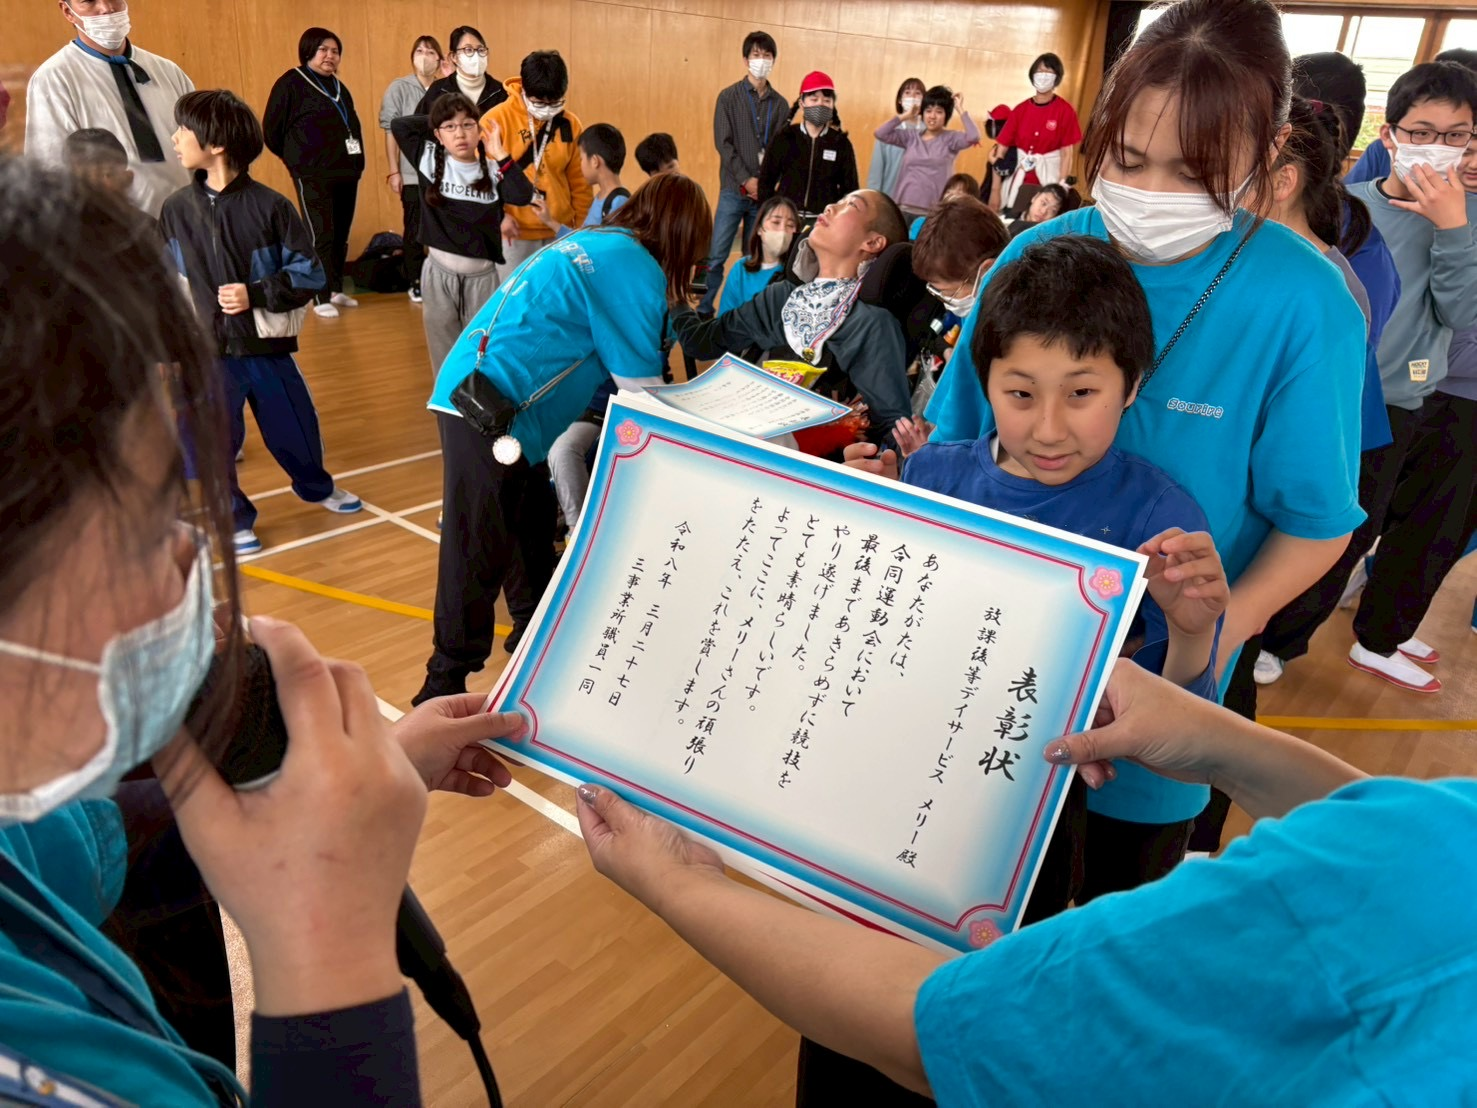 表彰状
放課後等デイサービス メリー殿
あなたがたは、
合同運動会において
最後まであきらめずに競技を
やり遂げました。
とても素晴らしいです。
よってここに、メリーさんの頑張り
をたたえ、これを賞します。
令和八年 三月二十七日
三事業所職員一同
Sourire